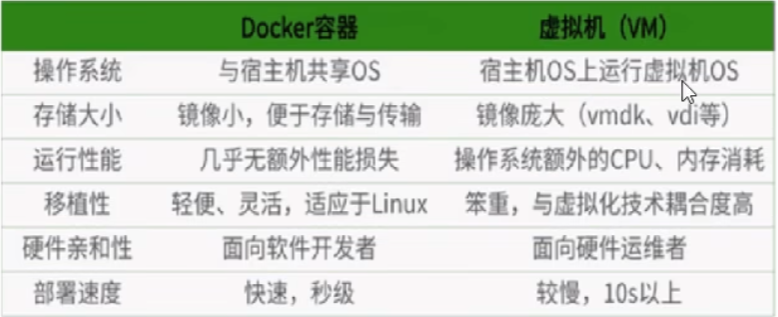 Docker容器 虚拟机（VM）
操作系统 与宿主机共享OS 宿主机OS上运行虚拟机OS
存储大小 镜像小，便于存储与传输 镜像庞大（vmdk、vdi等）
运行性能 几乎无额外性能损失 操作系统额外的CPU、内存消耗
移植性 轻便、灵活，适应于Linux 笨重，与虚拟化技术耦合度高
硬件亲和性 面向软件开发者 面向硬件运维者
部署速度 快速，秒级 较慢，10s以上